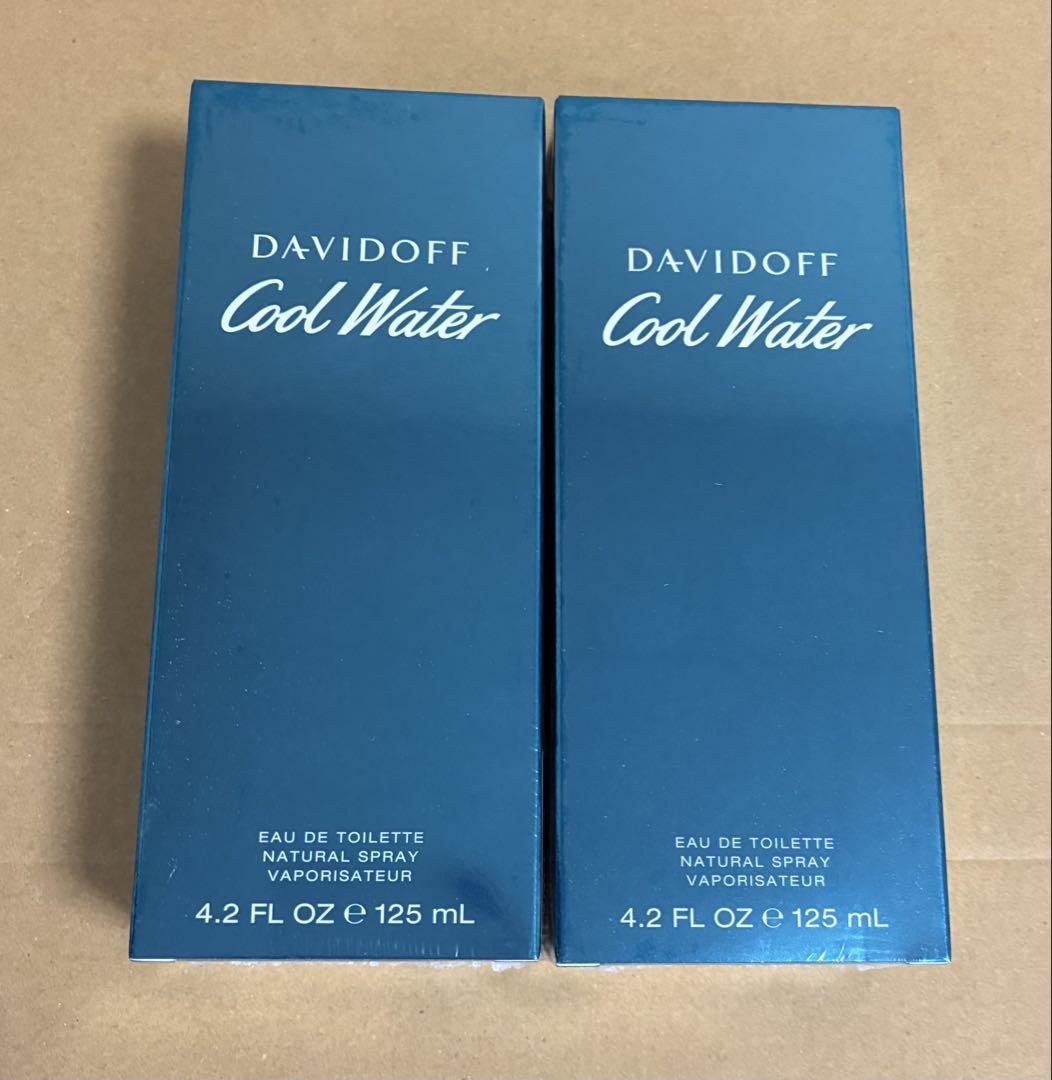 DAVIDOFF
Cool Water
EAU DE TOILETTE
NATURAL SPRAY
VAPORISATEUR
4.2 FL OZ ℮ 125 mL
DAVIDOFF
Cool Water
EAU DE TOILETTE
NATURAL SPRAY
VAPORISATEUR
4.2 FL OZ ℮ 125 mL